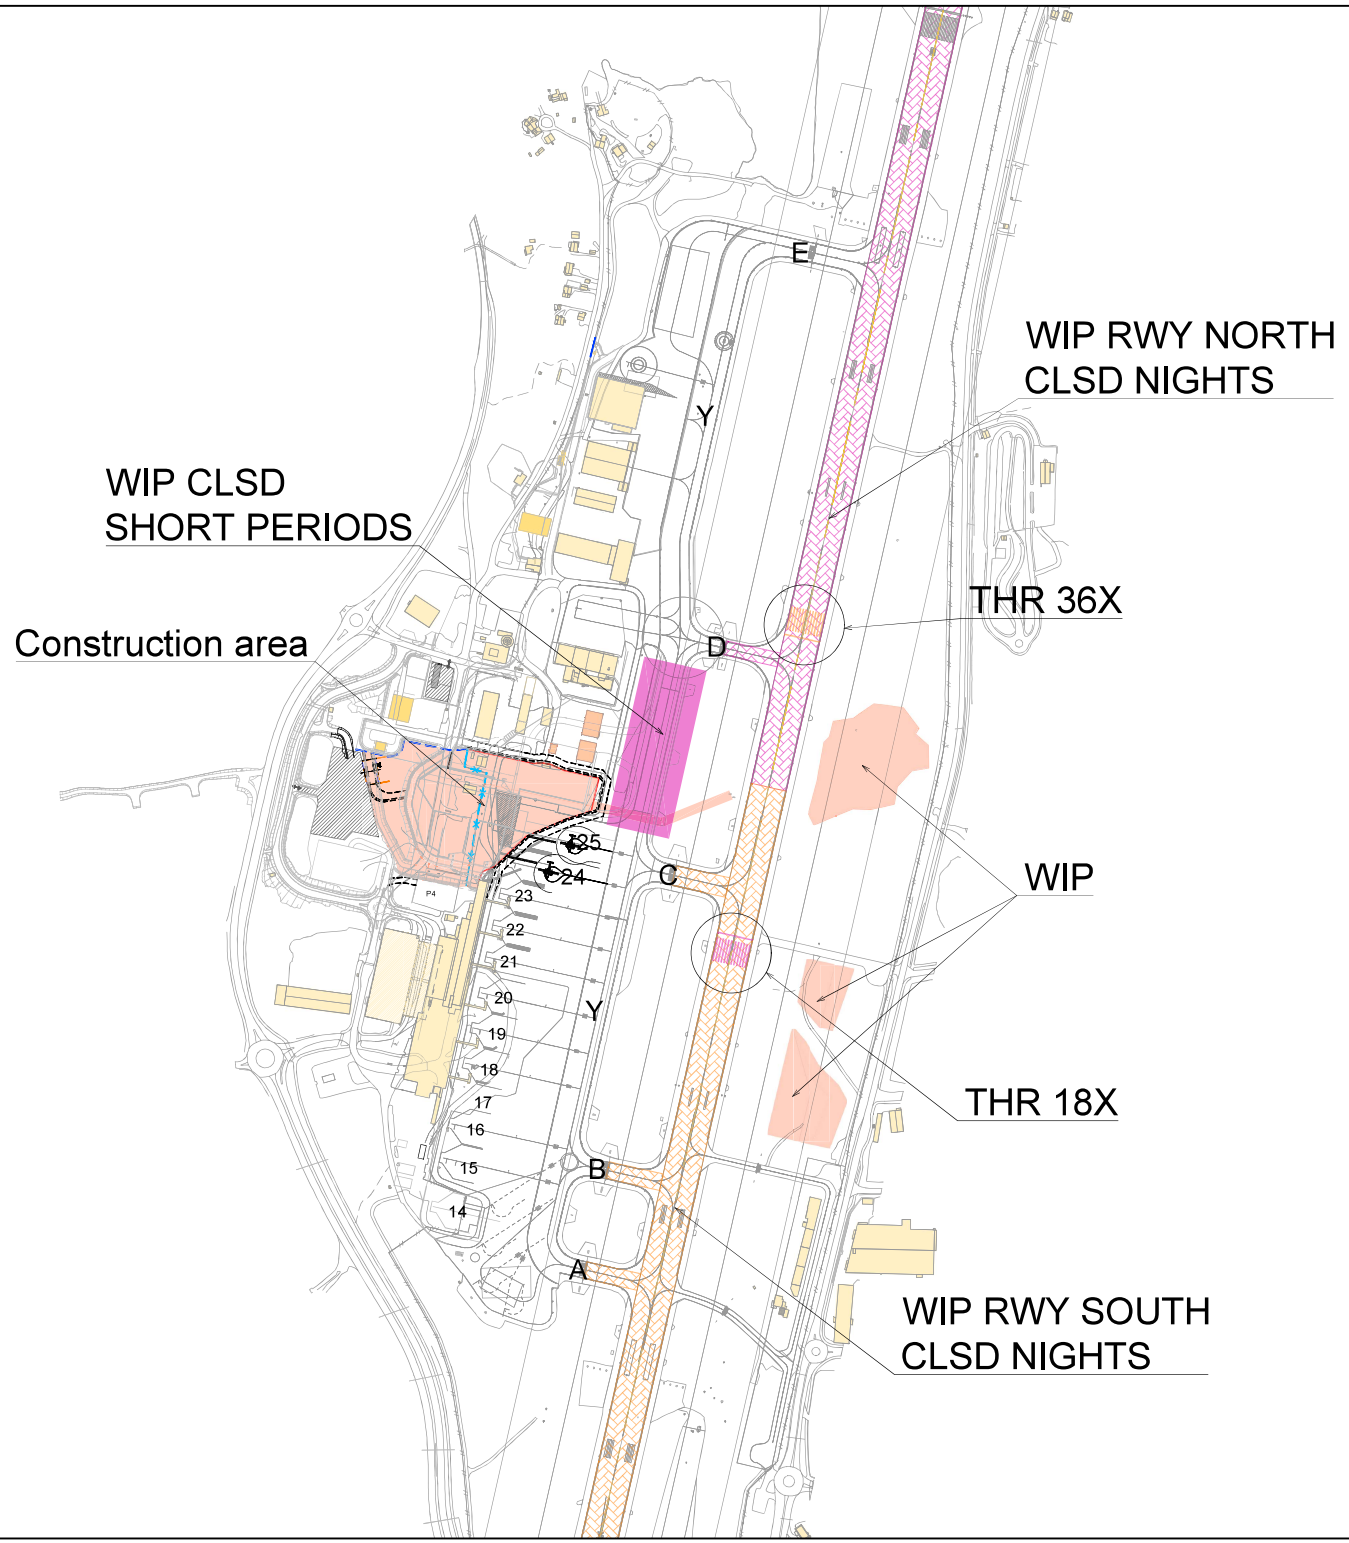 E
WIP RWY NORTH
CLSD NIGHTS
Y
WIP CLSD
SHORT PERIODS
THR 36X
Construction area
D
25
C
24
WIP
P4
23
22
21
20
Y
19
18
THR 18X
17
16
15
B
14
A
WIP RWY SOUTH
CLSD NIGHTS